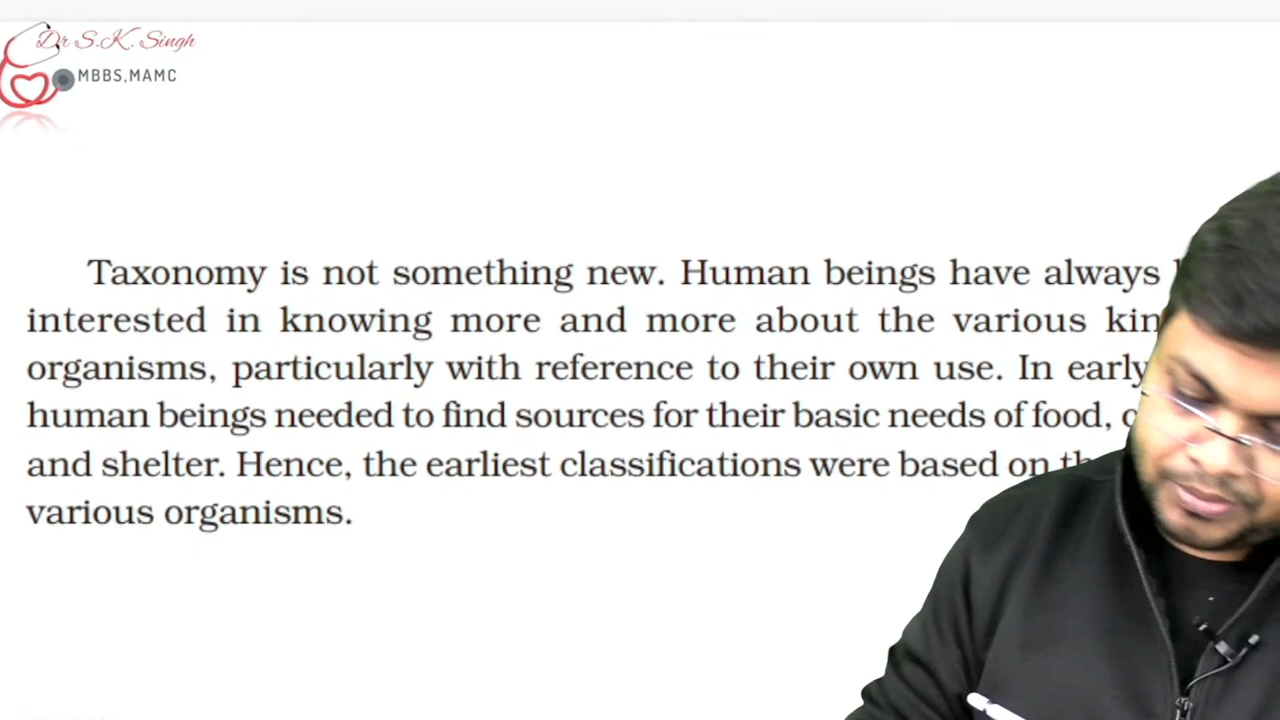 Dr S.K. Singh
MBBS,MAMC
Taxonomy is not something new. Human beings have always
interested in knowing more and more about the various
organisms, particularly with reference to their own use. In early
human beings needed to find sources for their basic needs of food,
and shelter. Hence, the earliest classifications were based on
various organisms.